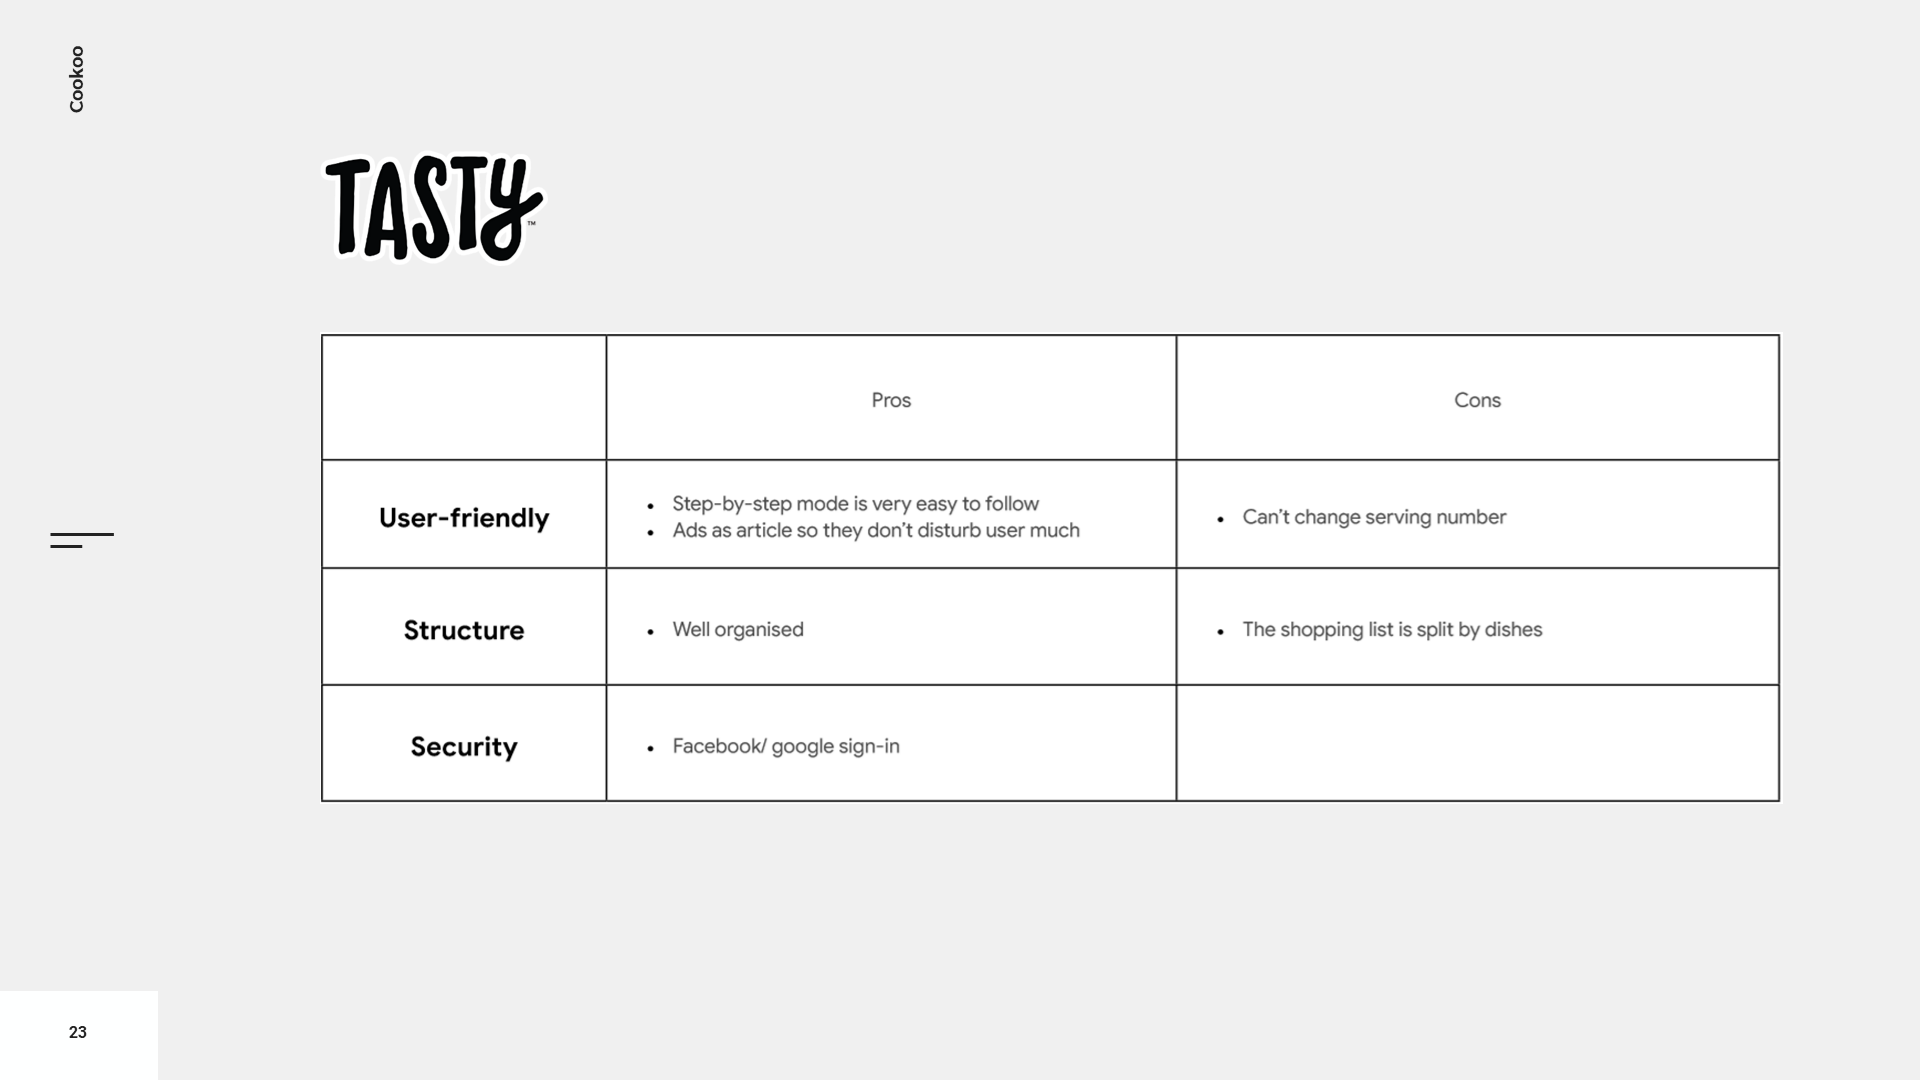 Cookoo
TASTY™
Pros
Cons
User-friendly
• Step-by-step mode is very easy to follow
• Ads as article so they don't disturb user much
• Can't change serving number
Structure
• Well organised
• The shopping list is split by dishes
Security
• Facebook/ google sign-in
23